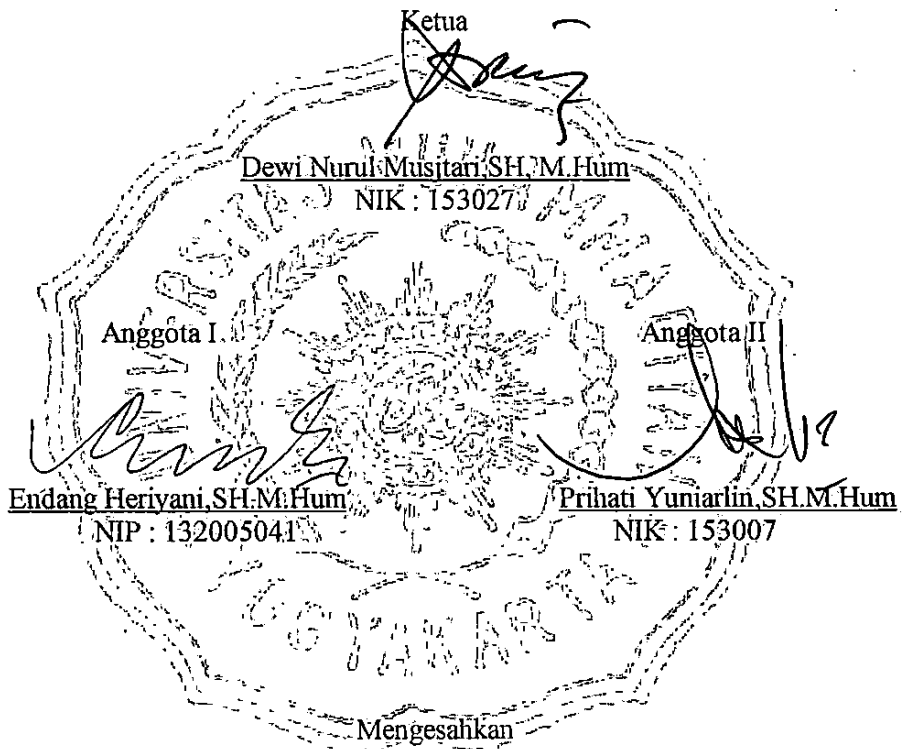 Ketua
Dewi Nurul Musjtari,SH, M.Hum
NIK : 153027
Anggota I
Anggota II
Endang Heriyani,SH.M.Hum
NIP : 132005041
Prihati Yuniarlin,SH.M.Hum
NIK : 153007
YOGYAKARTA
Mengesahkan